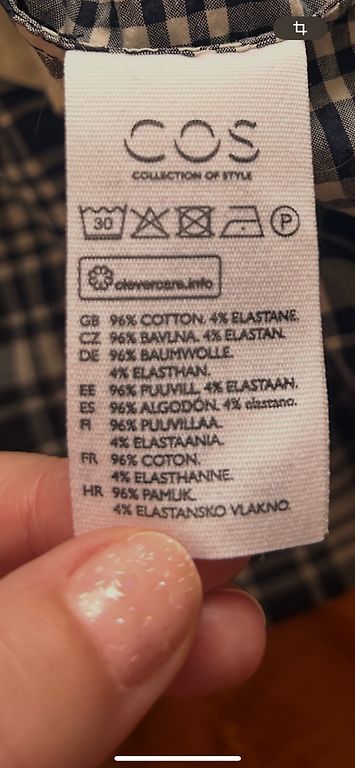 COS
COLLECTION OF STYLE
30 P
clevercare.info
GB 96% COTTON. 4% ELASTANE.
CZ 96% BAVLNA. 4% ELASTAN.
DE 96% BAUMWOLLE.
4% ELASTHAN.
EE 96% PUUVILL, 4% ELASTAAN.
ES 96% ALGODÓN. 4% elastano.
FI 96% PUUVILLAA.
4% ELASTAANIA.
FR 96% COTON.
4% ELASTHANNE.
HR 96% PAMUK.
4% ELASTANSKO VLAKNO.